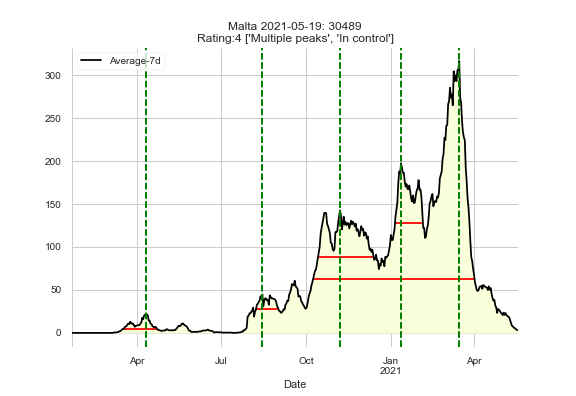 Malta 2021-05-19: 30489
Rating:4 ['Multiple peaks', 'In control']
Average-7d
300
250
200
150
100
50
0
Apr
Jul
Oct
Jan
2021
Apr
Date